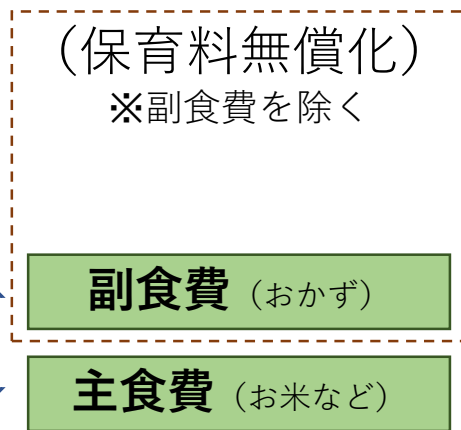 （保育料無償化）
※副食費を除く
副食費（おかず）
主食費（お米など）